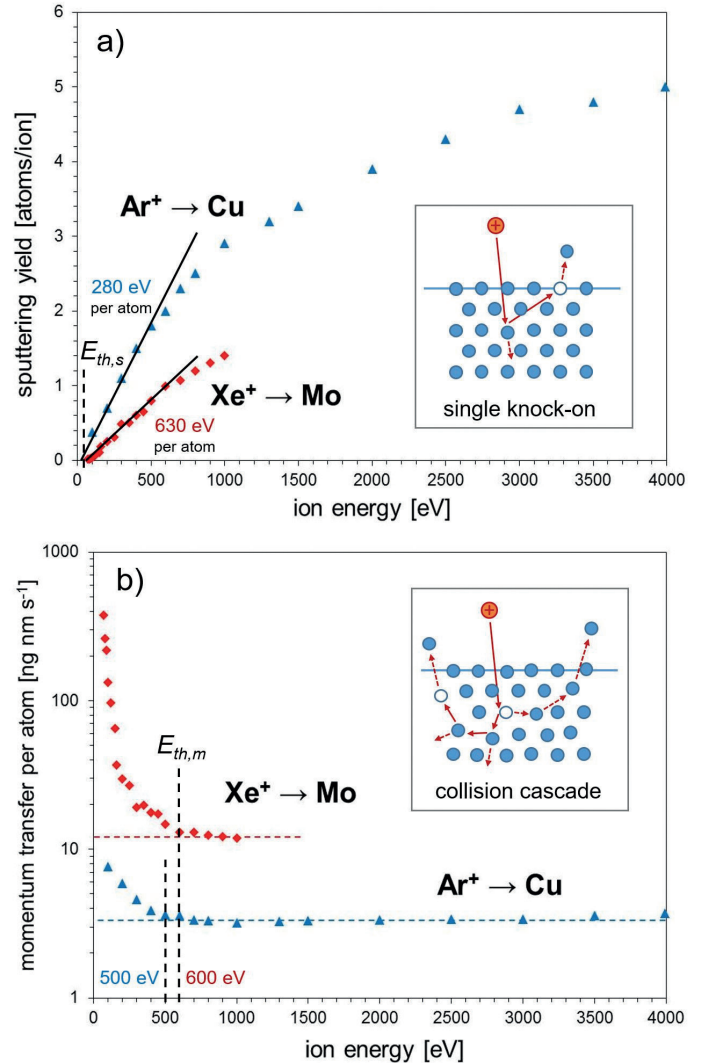 a)
6
5
4
3
2
1
0
sputtering yield [atoms/ion]
Ar⁺ → Cu
280 eV
per atom
E_th,s
Xe⁺ → Mo
630 eV
per atom
single knock-on
0 500 1000 1500 2000 2500 3000 3500 4000
ion energy [eV]
b)
1000
100
10
1
momentum transfer per atom [ng nm s⁻¹]
E_th,m
Xe⁺ → Mo
collision cascade
Ar⁺ → Cu
500 eV
600 eV
0 500 1000 1500 2000 2500 3000 3500 4000
ion energy [eV]